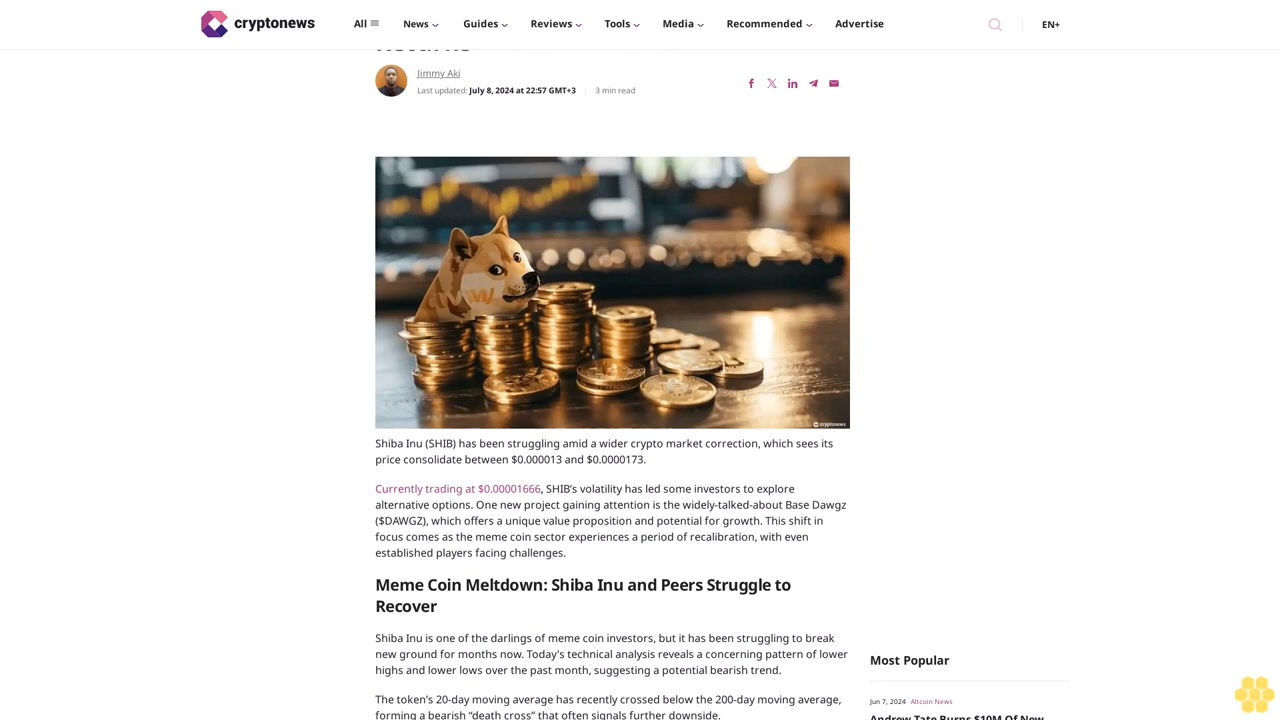 cryptonews
All
News
Guides
Reviews
Tools
Media
Recommended
Advertise
EN+
Jimmy Aki
Last updated: July 8, 2024 at 22:57 GMT+3
3 min read
cryptonews
Shiba Inu (SHIB) has been struggling amid a wider crypto market correction, which sees its
price consolidate between $0.000013 and $0.0000173.
Currently trading at $0.00001666, SHIB’s volatility has led some investors to explore
alternative options. One new project gaining attention is the widely-talked-about Base Dawgz
($DAWGZ), which offers a unique value proposition and potential for growth. This shift in
focus comes as the meme coin sector experiences a period of recalibration, with even
established players facing challenges.
Meme Coin Meltdown: Shiba Inu and Peers Struggle to
Recover
Shiba Inu is one of the darlings of meme coin investors, but it has been struggling to break
new ground for months now. Today’s technical analysis reveals a concerning pattern of lower
highs and lower lows over the past month, suggesting a potential bearish trend.
The token’s 20-day moving average has recently crossed below the 200-day moving average,
forming a bearish “death cross” that often signals further downside.
Most Popular
Jun 7, 2024 Altcoin News
Andrew Tate Burns $10M Of New